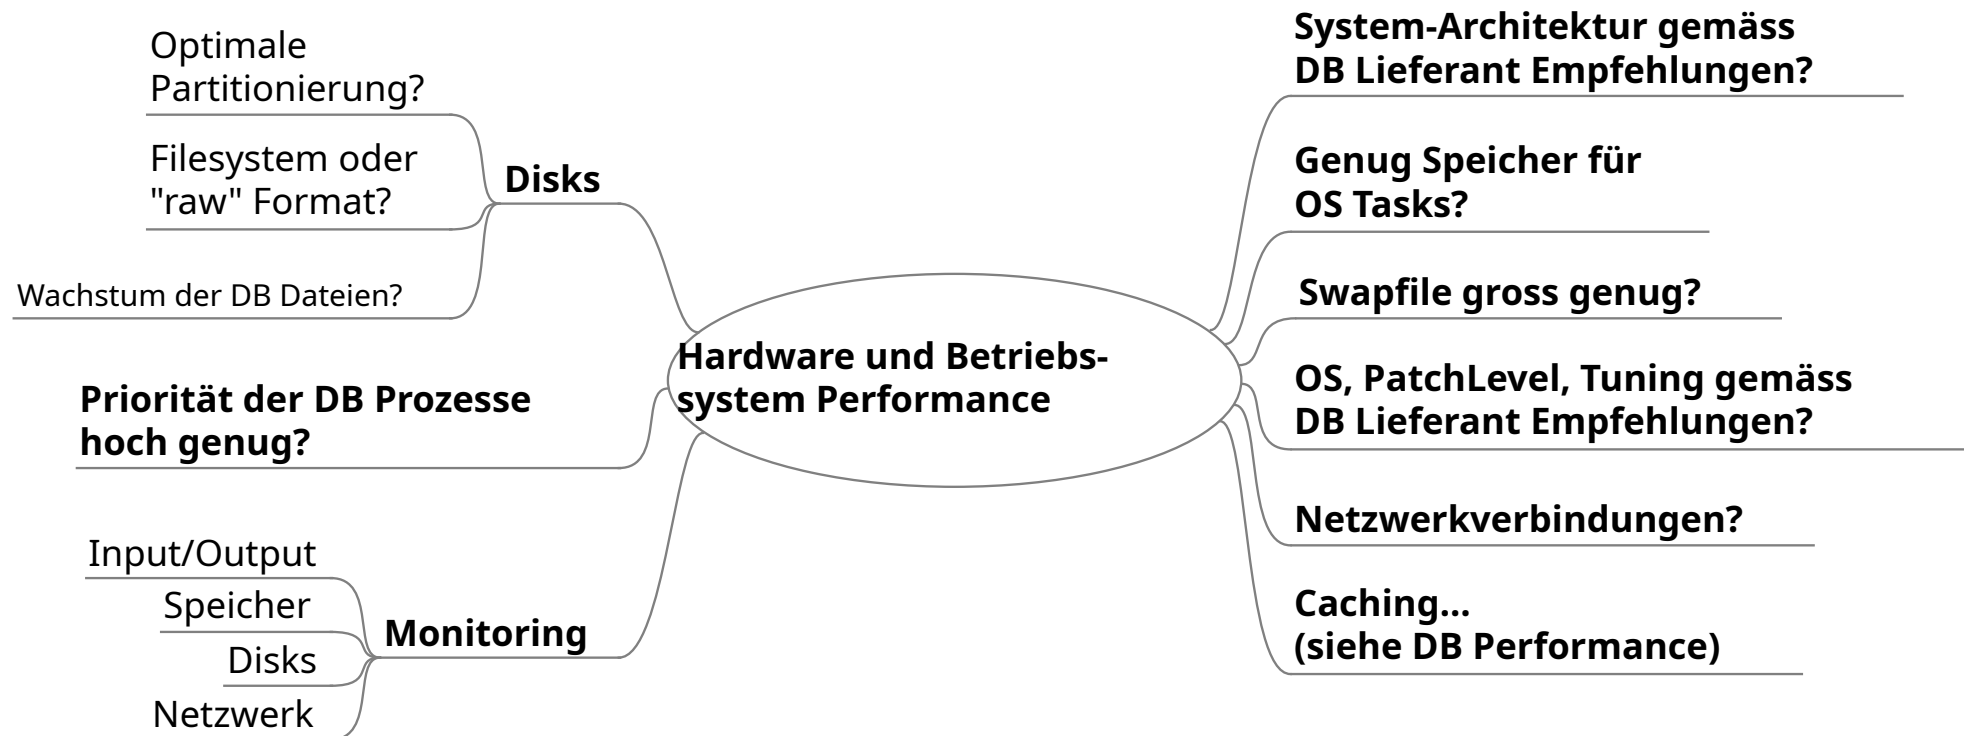 Optimale
Partitionierung?
Filesystem oder
"raw" Format?
Wachstum der DB Dateien?
Disks
Priorität der DB Prozesse
hoch genug?
Input/Output
Speicher
Disks
Netzwerk
Monitoring
Hardware und Betriebs-
system Performance
System-Architektur gemäss
DB Lieferant Empfehlungen?
Genug Speicher für
OS Tasks?
Swapfile gross genug?
OS, PatchLevel, Tuning gemäss
DB Lieferant Empfehlungen?
Netzwerkverbindungen?
Caching...
(siehe DB Performance)